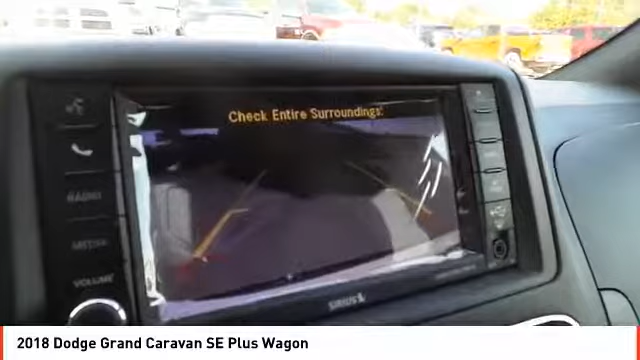 Check Entire Surroundings!
RADIO
MEDIA
VOLUME
SIRIUS
2018 Dodge Grand Caravan SE Plus Wagon